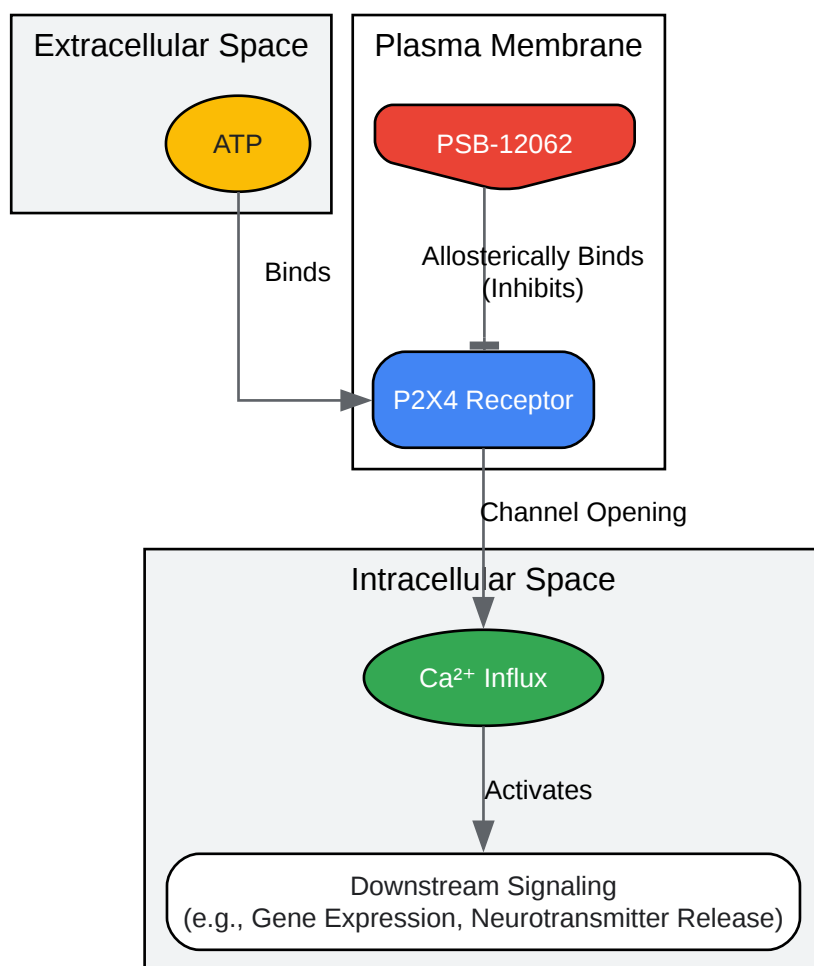 Extracellular Space
Plasma Membrane
ATP
PSB-12062
Binds
Allosterically Binds
(Inhibits)
P2X4 Receptor
Channel Opening
Intracellular Space
Ca²⁺ Influx
Activates
Downstream Signaling
(e.g., Gene Expression, Neurotransmitter Release)